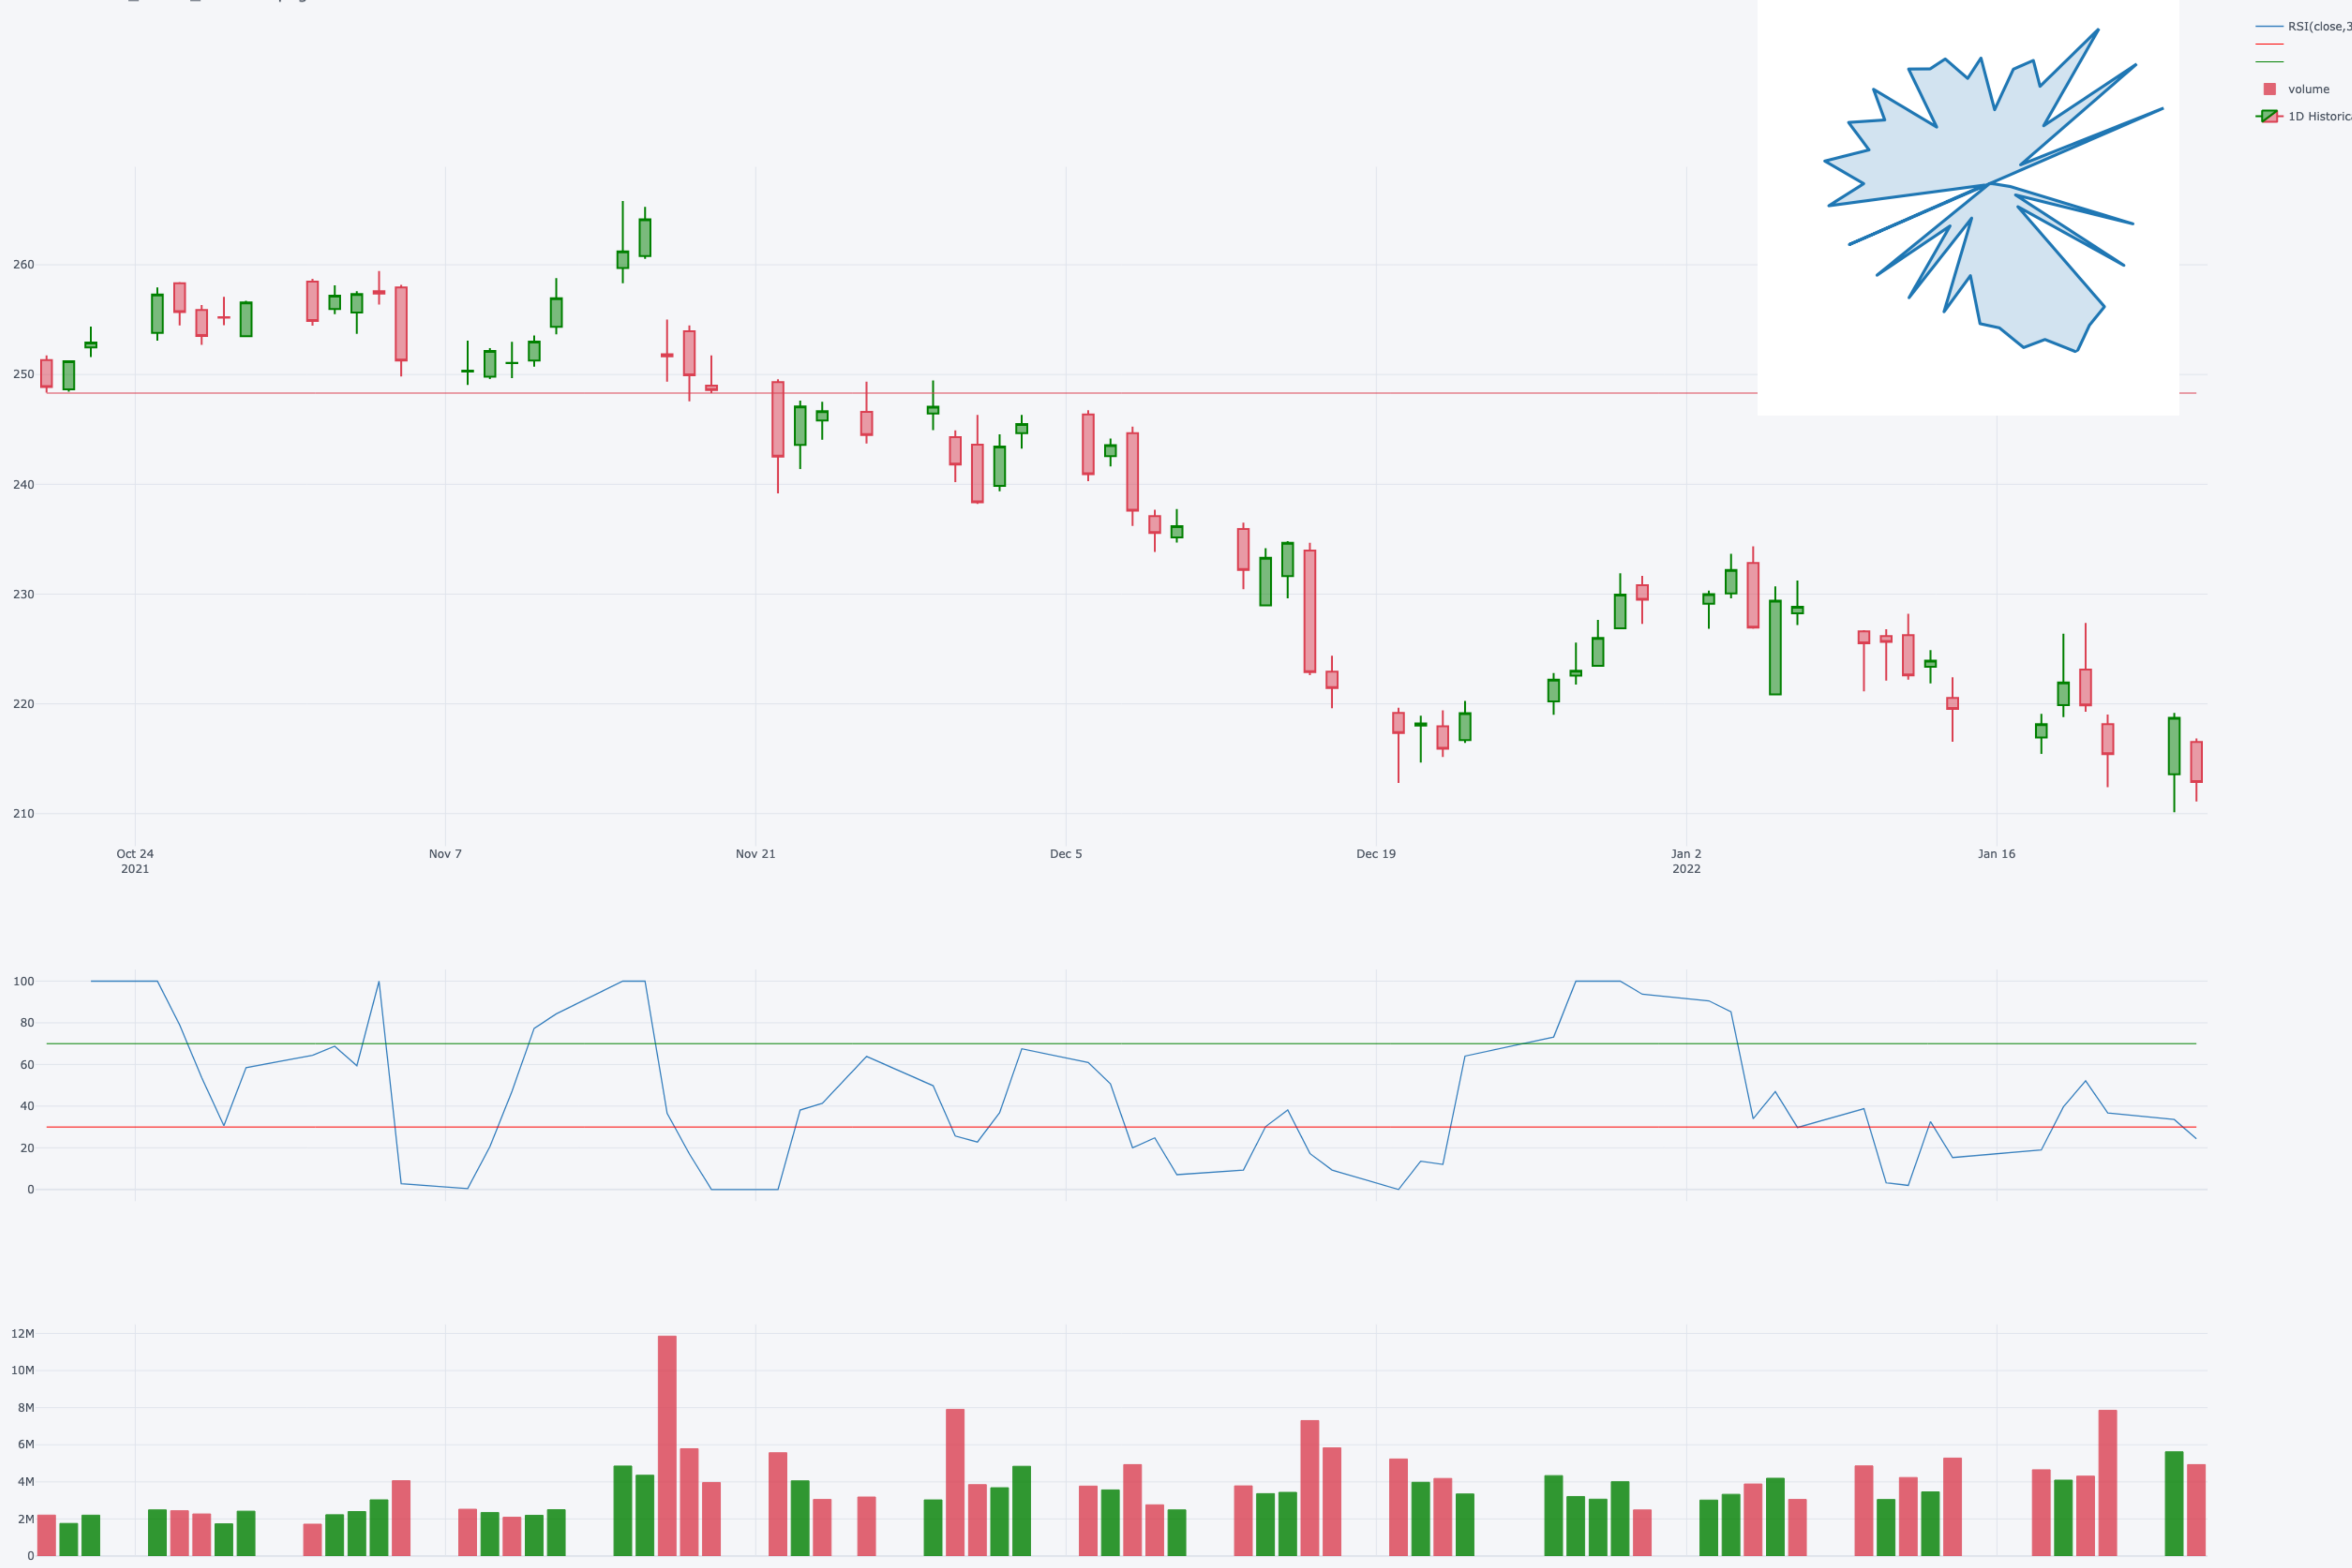 RSI(close,3
volume
1D Historica
260
250
240
230
220
210
Oct 24
2021
Nov 7
Nov 21
Dec 5
Dec 19
Jan 2
2022
Jan 16
100
80
60
40
20
0
12M
10M
8M
6M
4M
2M
0